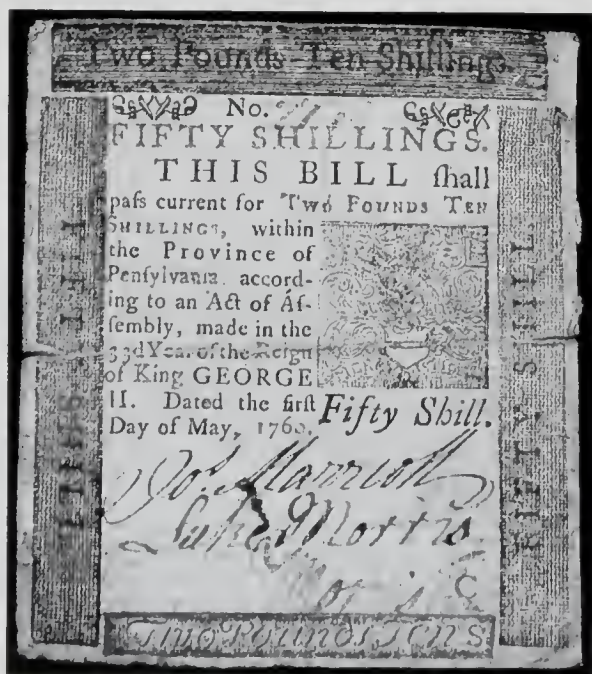 Two Pounds Ten Shillings.
No.
FIFTY SHILLINGS.
THIS BILL ſhall
paſs current for TWO POUNDS TEN
SHILLINGS, within
the Province of
Penſylvania, accord-
ing to an Act of Aſ-
ſembly, made in the
33d Year of the Reign
of King GEORGE
II. Dated the firſt
Day of May, 1760.
Fifty Shill.
FIFTY SHILL
Morris
Two Pounds, Ten S